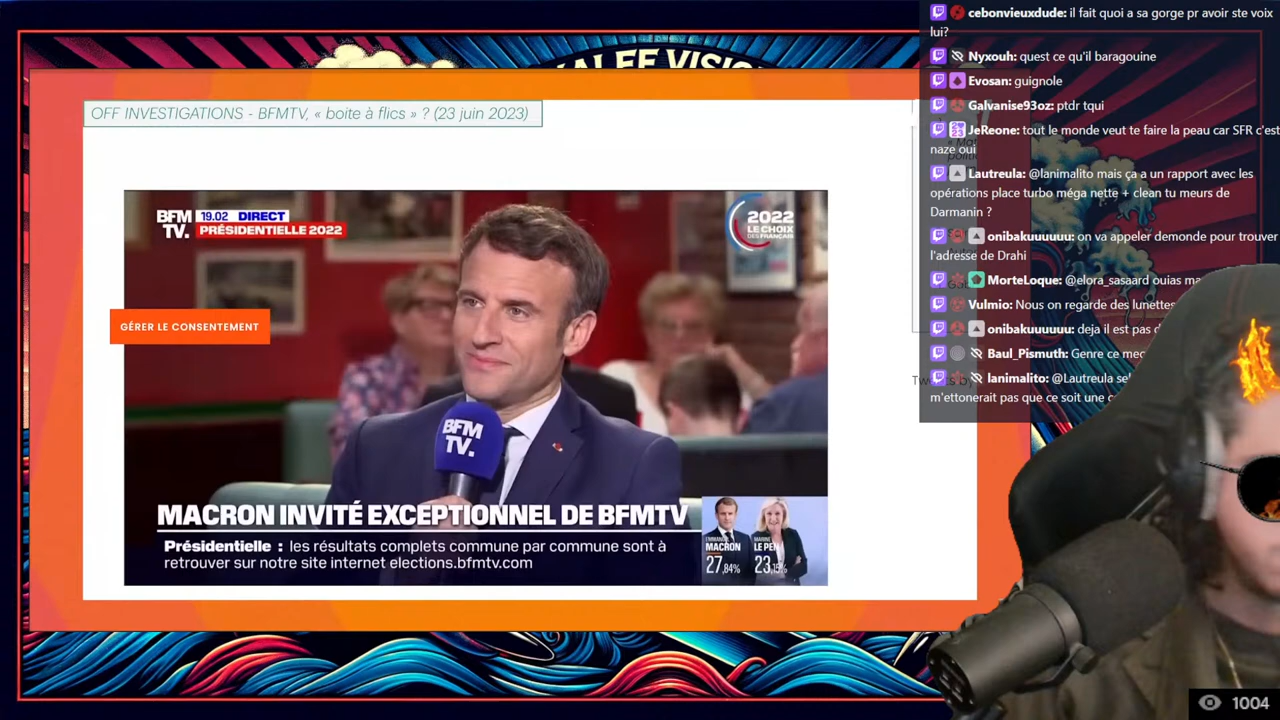 KALEE VISION
OFF INVESTIGATIONS - BFMTV, « boite à flics » ? (23 juin 2023)
BFM
TV.
19.02 DIRECT
PRÉSIDENTIELLE 2022
2022
LE CHOIX
DES FRANÇAIS
GÉRER LE CONSENTEMENT
BFM
TV.
MACRON INVITÉ EXCEPTIONNEL DE BFMTV
Présidentielle : les résultats complets commune par commune sont à
retrouver sur notre site internet elections.bfmtv.com
EMMANUEL
MACRON
27,84%
MARINE
LE PEN
23,15%
cebonvieuxdude: il fait quoi a sa gorge pr avoir ste voix
lui?
Nyxouh: quest ce qu'il baragouine
Evosan: guignole
Galvanise93oz: ptdr tqui
JeReone: tout le monde veut te faire la peau car SFR c'est
naze oui
Lautreula: @lanimalito mais ça a un rapport avec les
opérations place turbo méga nette + clean tu meurs de
Darmanin ?
onibakuuuuuu: on va appeler demonde pour trouver
l'adresse de Drahi
MorteLoque: @elora_sasaard ouias ma
Vulmio: Nous on regarde des lunettes
onibakuuuuuu: deja il est pas d
Baul_Pismuth: Genre ce mec
lanimalito: @Lautreula sel
m'ettonerait pas que ce soit une c
1004